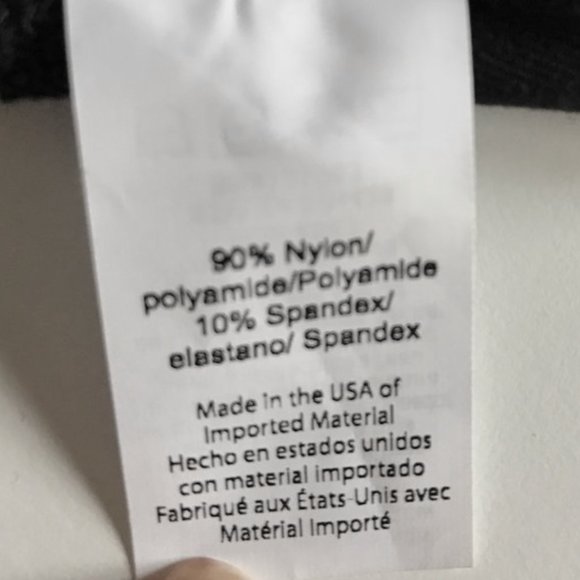 90% Nylon/
polyamide/Polyamide
10% Spandex/
elastano/ Spandex
Made in the USA of
Imported Material
Hecho en estados unidos
con material importado
Fabriqué aux États-Unis avec
Matérial Importé